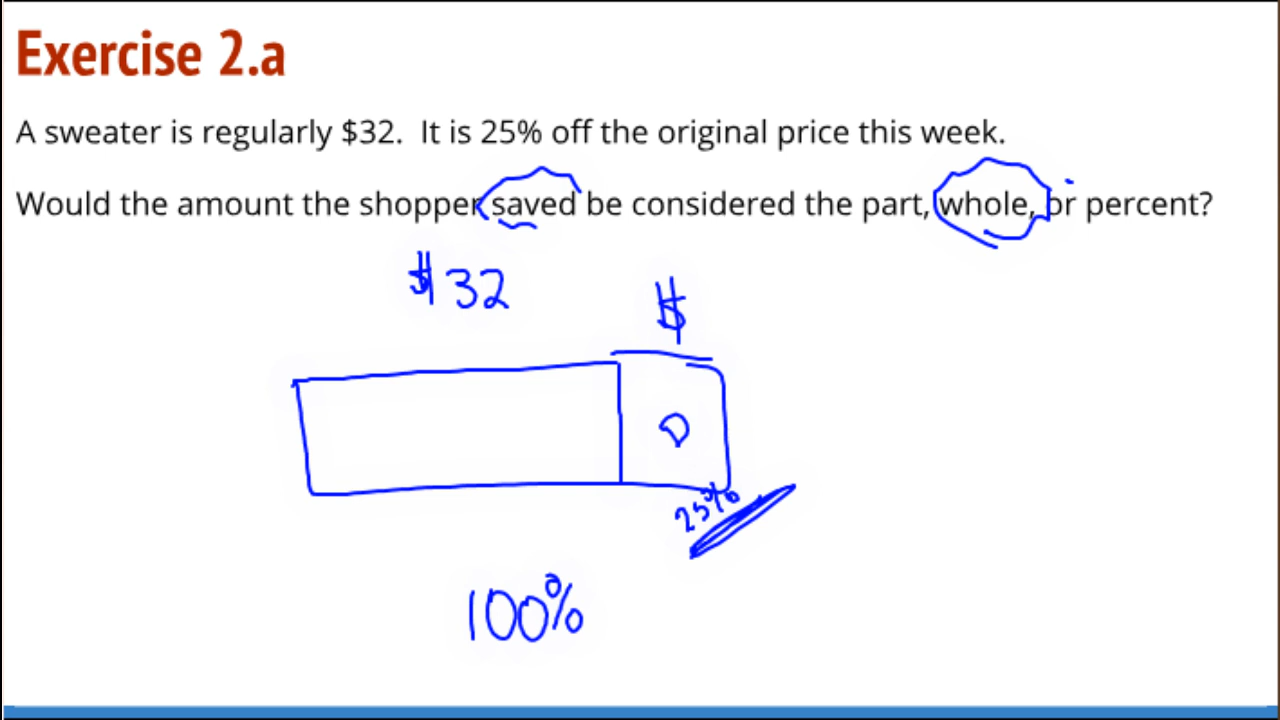 Exercise 2.a
A sweater is regularly $32. It is 25% off the original price this week.
Would the amount the shopper saved be considered the part, whole, or percent?
$32
$
D
25%
100%